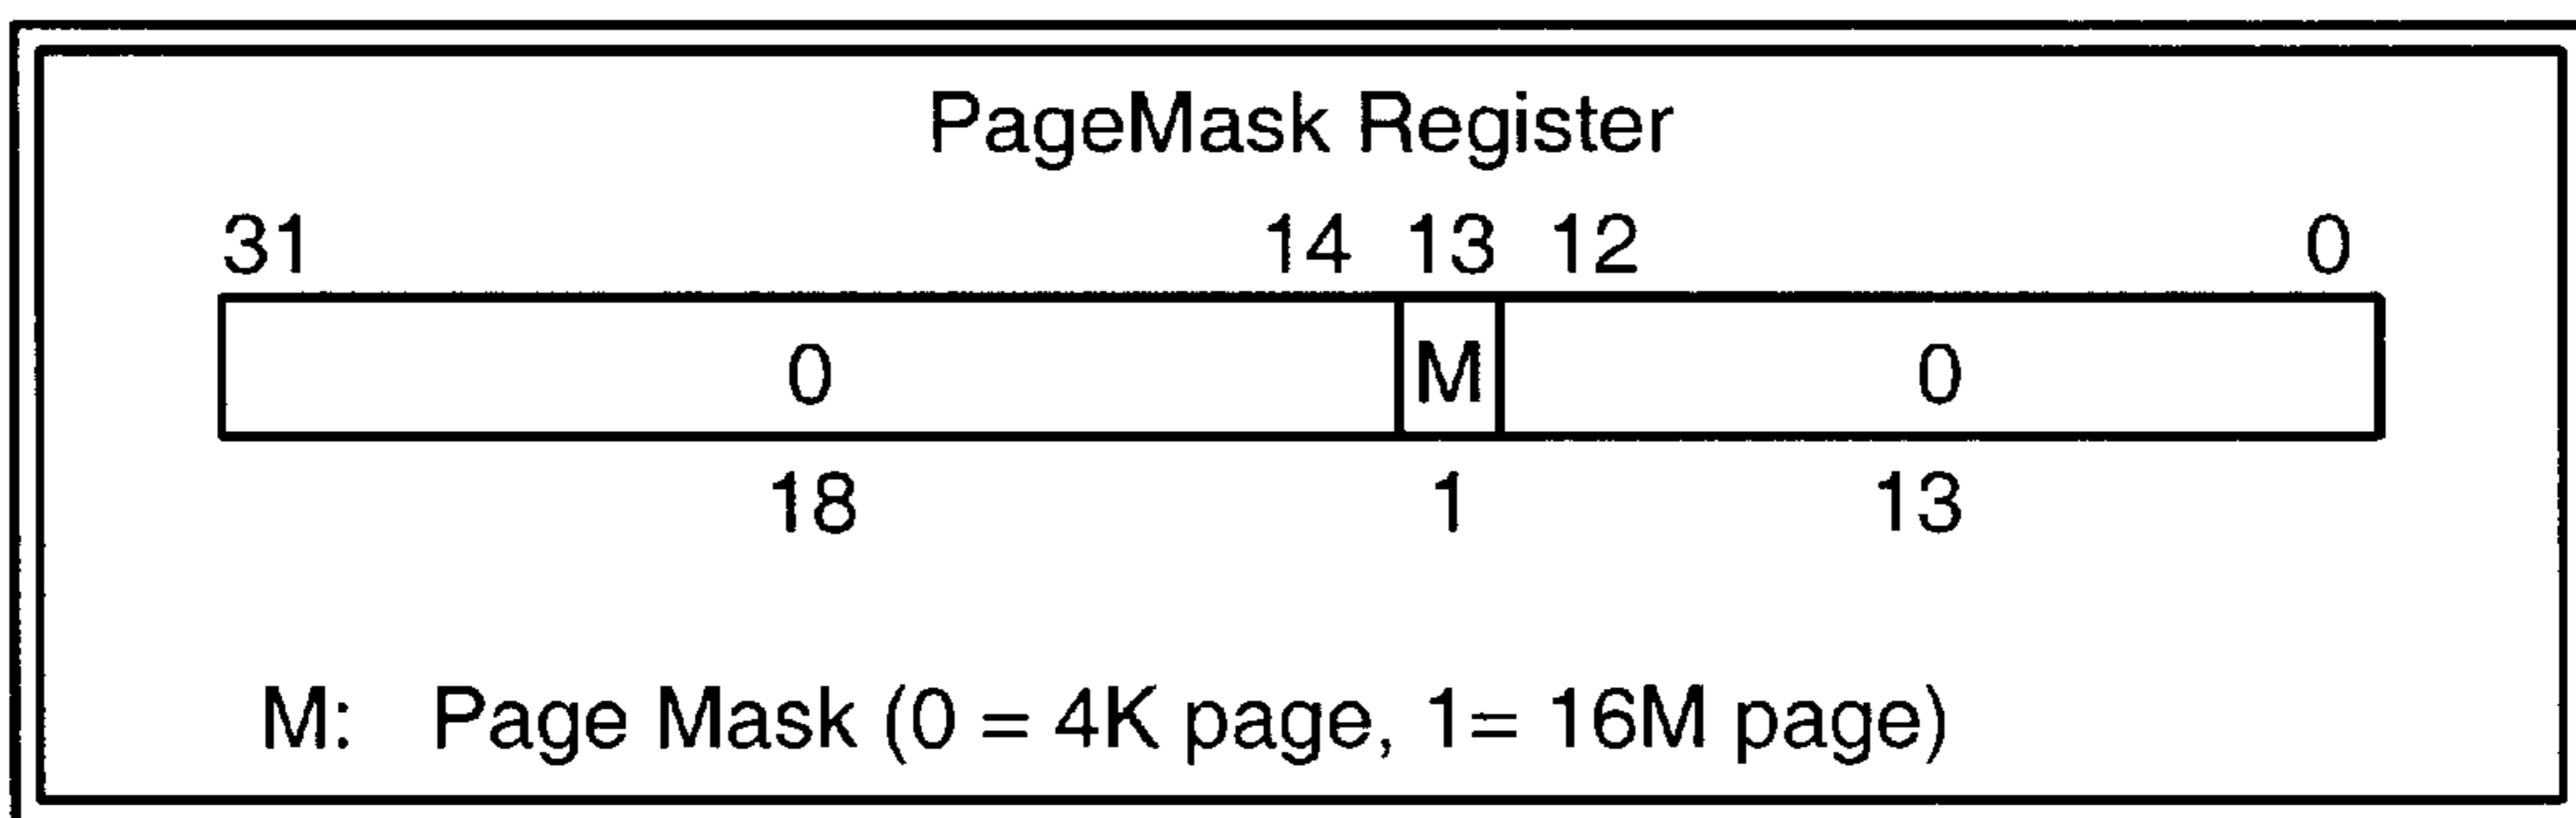 PageMask Register
31 14 13 12 0
0 M 0
18 1 13
M: Page Mask (0 = 4K page, 1= 16M page)